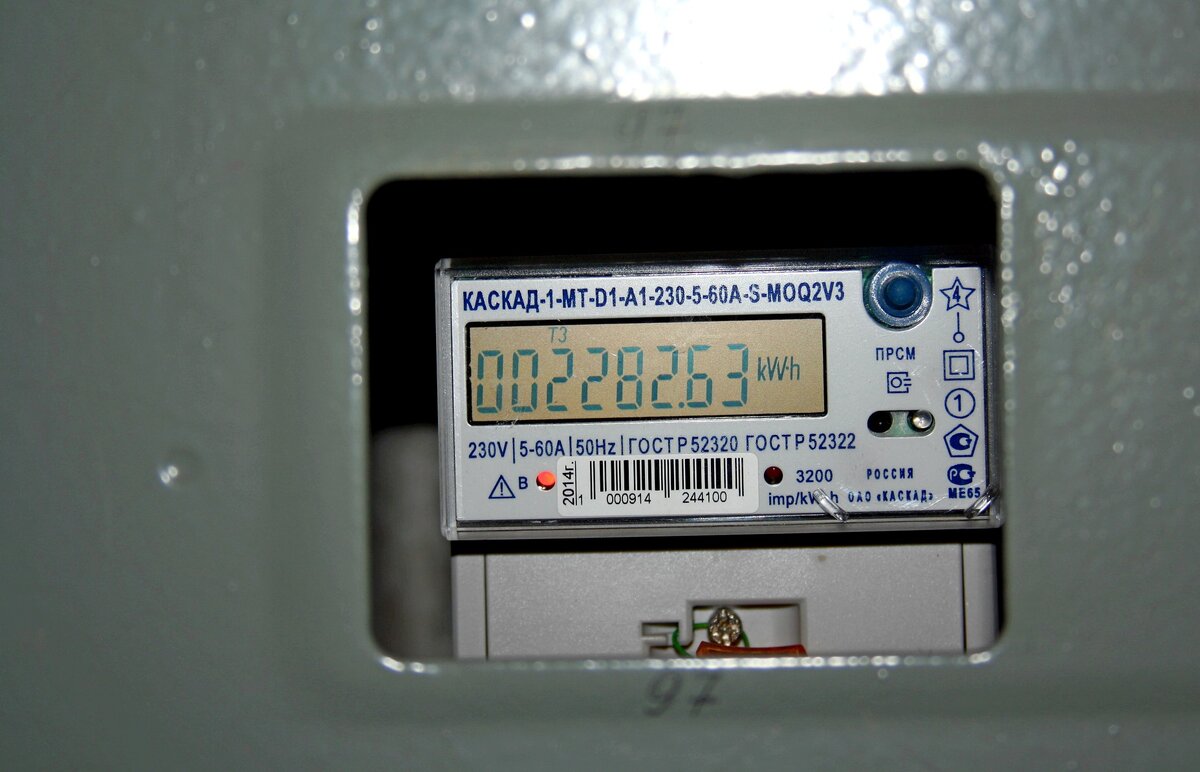 97
КАСКАД-1-МТ-D1-A1-230-5-60A-S-MOQ2V3
4
Т3
00228263 kW·h
ПРСМ
1
230V|5-60A|50Hz|ГОСТ Р 52320 ГОСТ Р 52322
2014г.
B
3200
imp/kW·h
1 000914 244100
РОССИЯ
ОАО «КАСКАД»
МЕ65
97